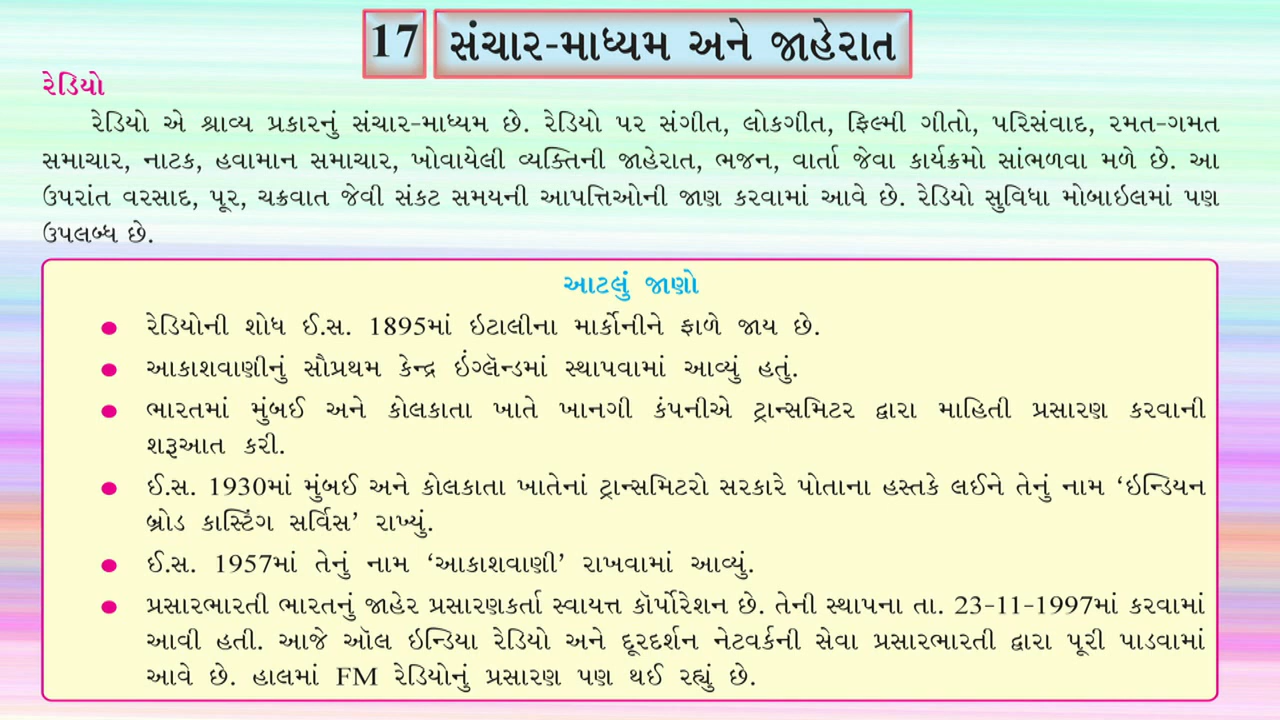 17 સંચાર-માધ્યમ અને જાહેરાત
રેડિયો
રેડિયો એ શ્રાવ્ય પ્રકારનું સંચાર-માધ્યમ છે. રેડિયો પર સંગીત, લોકગીત, ફિલ્મી ગીતો, પરિસંવાદ, રમત-ગમત
સમાચાર, નાટક, હવામાન સમાચાર, ખોવાયેલી વ્યક્તિની જાહેરાત, ભજન, વાર્તા જેવા કાર્યક્રમો સાંભળવા મળે છે. આ
ઉપરાંત વરસાદ, પૂર, ચક્રવાત જેવી સંકટ સમયની આપત્તિઓની જાણ કરવામાં આવે છે. રેડિયો સુવિધા મોબાઇલમાં પણ
ઉપલબ્ધ છે.
આટલું જાણો
● રેડિયોની શોધ ઈ.સ. 1895માં ઇટાલીના માર્કોનીને ફાળે જાય છે.
● આકાશવાણીનું સૌપ્રથમ કેન્દ્ર ઇંગ્લૅન્ડમાં સ્થાપવામાં આવ્યું હતું.
● ભારતમાં મુંબઈ અને કોલકાતા ખાતે ખાનગી કંપનીએ ટ્રાન્સમિટર દ્વારા માહિતી પ્રસારણ કરવાની
શરૂઆત કરી.
● ઈ.સ. 1930માં મુંબઈ અને કોલકાતા ખાતેનાં ટ્રાન્સમિટરો સરકારે પોતાના હસ્તકે લઈને તેનું નામ ‘ઇન્ડિયન
બ્રોડ કાસ્ટિંગ સર્વિસ’ રાખ્યું.
● ઈ.સ. 1957માં તેનું નામ ‘આકાશવાણી’ રાખવામાં આવ્યું.
● પ્રસારભારતી ભારતનું જાહેર પ્રસારણકર્તા સ્વાયત્ત કૉર્પોરેશન છે. તેની સ્થાપના તા. 23-11-1997માં કરવામાં
આવી હતી. આજે ઑલ ઇન્ડિયા રેડિયો અને દૂરદર્શન નેટવર્કની સેવા પ્રસારભારતી દ્વારા પૂરી પાડવામાં
આવે છે. હાલમાં FM રેડિયોનું પ્રસારણ પણ થઈ રહ્યું છે.